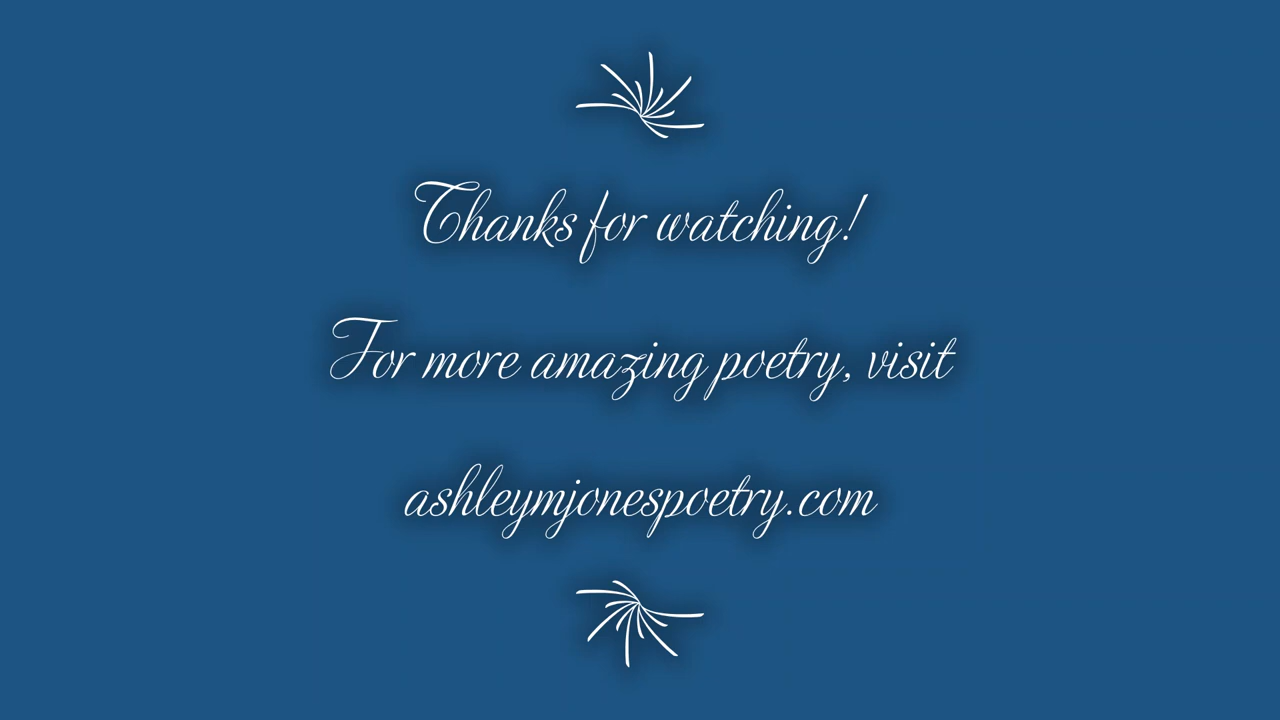 Thanks for watching!
For more amazing poetry, visit
ashleymjonespoetry.com